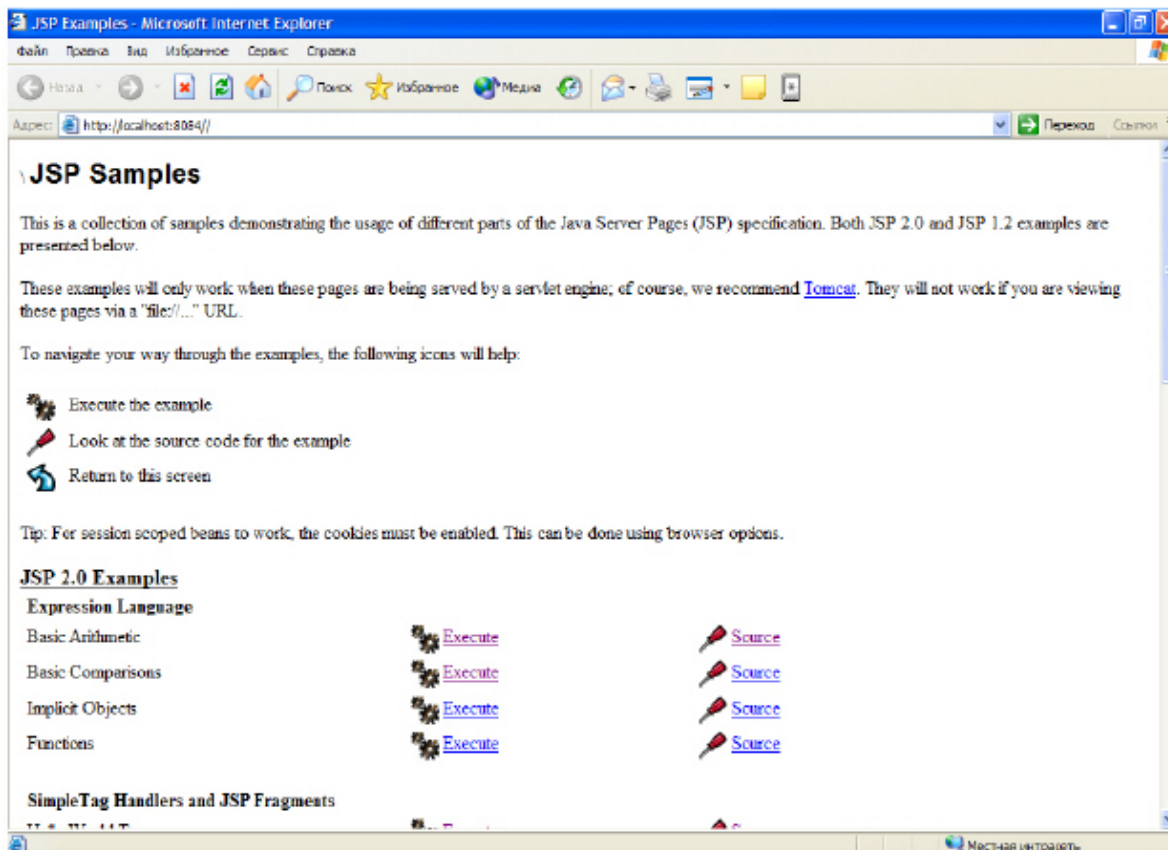 JSP Examples - Microsoft Internet Explorer
Файл Правка Вид Избранное Сервис Справка
Назад Поиск Избранное Медиа
Адрес: http://localhost:8084// Переход Ссылки
\ JSP Samples
This is a collection of samples demonstrating the usage of different parts of the Java Server Pages (JSP) specification. Both JSP 2.0 and JSP 1.2 examples are
presented below.
These examples will only work when these pages are being served by a servlet engine; of course, we recommend Tomcat. They will not work if you are viewing
these pages via a "file://..." URL.
To navigate your way through the examples, the following icons will help:
Execute the example
Look at the source code for the example
Return to this screen
Tip: For session scoped beans to work, the cookies must be enabled. This can be done using browser options.
JSP 2.0 Examples
Expression Language
Basic Arithmetic Execute Source
Basic Comparisons Execute Source
Implicit Objects Execute Source
Functions Execute Source
SimpleTag Handlers and JSP Fragments
Местная интрасеть